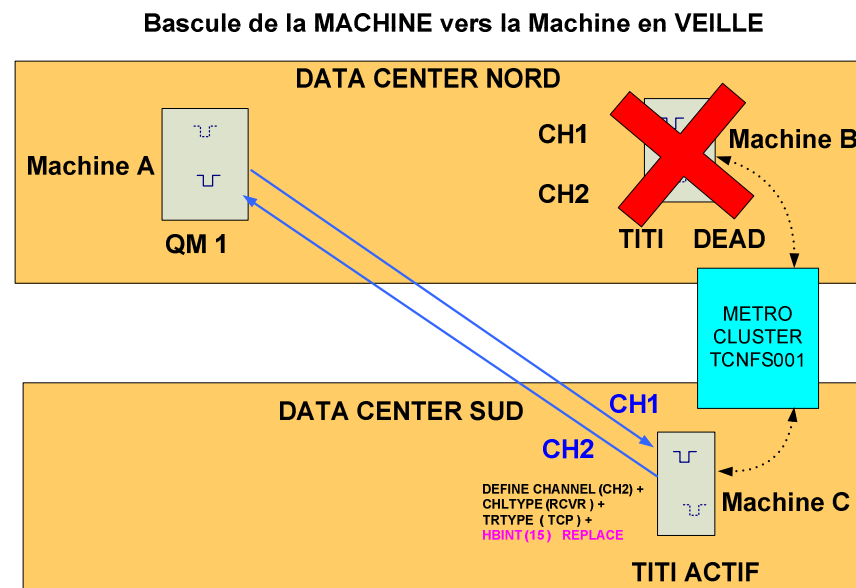 Bascule de la MACHINE vers la Machine en VEILLE
DATA CENTER NORD
CH1
Machine B
Machine A
CH2
QM 1
TITI DEAD
METRO
CLUSTER
TCNFS001
DATA CENTER SUD
CH1
CH2
DEFINE CHANNEL (CH2) +
CHLTYPE (RCVR) +
TRTYPE ( TCP) +
HBINT (15) REPLACE
Machine C
TITI ACTIF